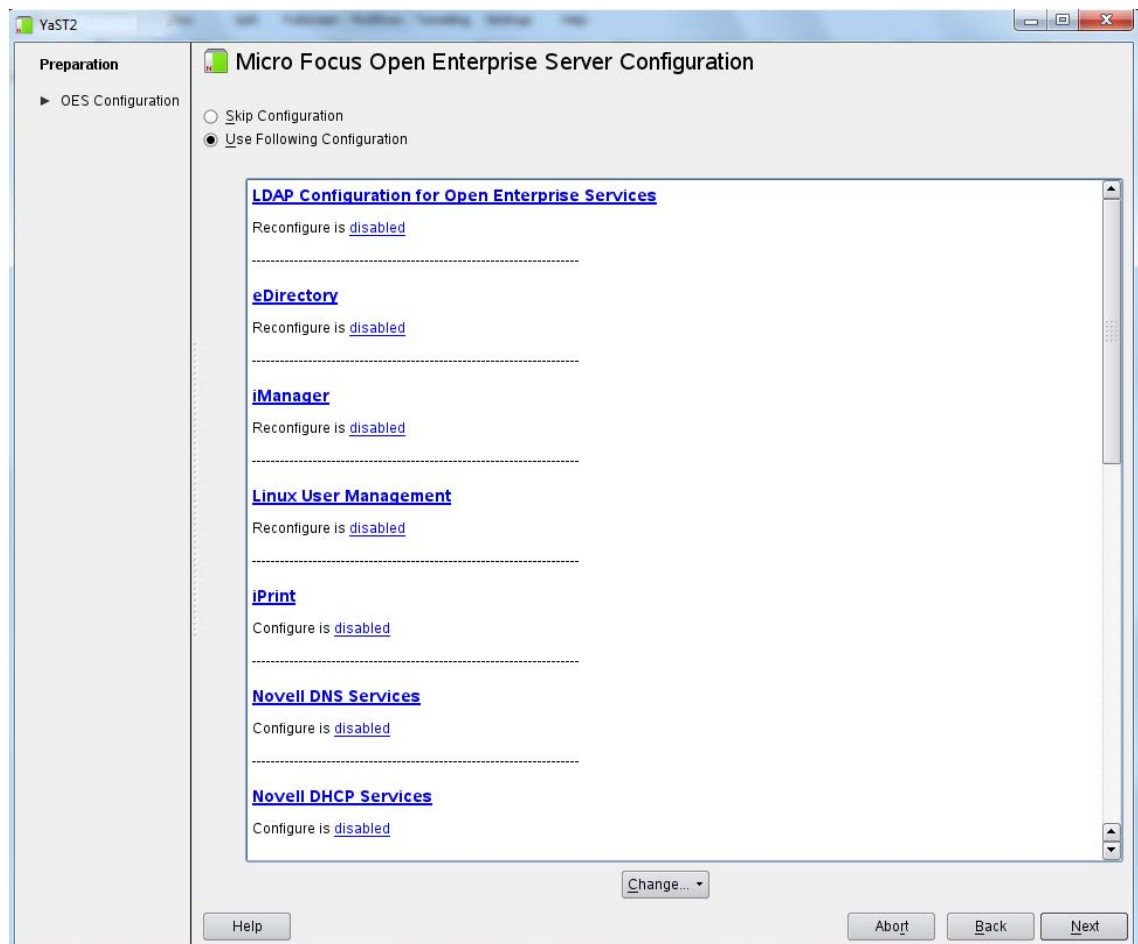 YaST2
Preparation
OES Configuration
Micro Focus Open Enterprise Server Configuration
Skip Configuration
Use Following Configuration
LDAP Configuration for Open Enterprise Services
Reconfigure is disabled
eDirectory
Reconfigure is disabled
iManager
Reconfigure is disabled
Linux User Management
Reconfigure is disabled
iPrint
Configure is disabled
Novell DNS Services
Configure is disabled
Novell DHCP Services
Configure is disabled
Change...
Help
Abort
Back
Next